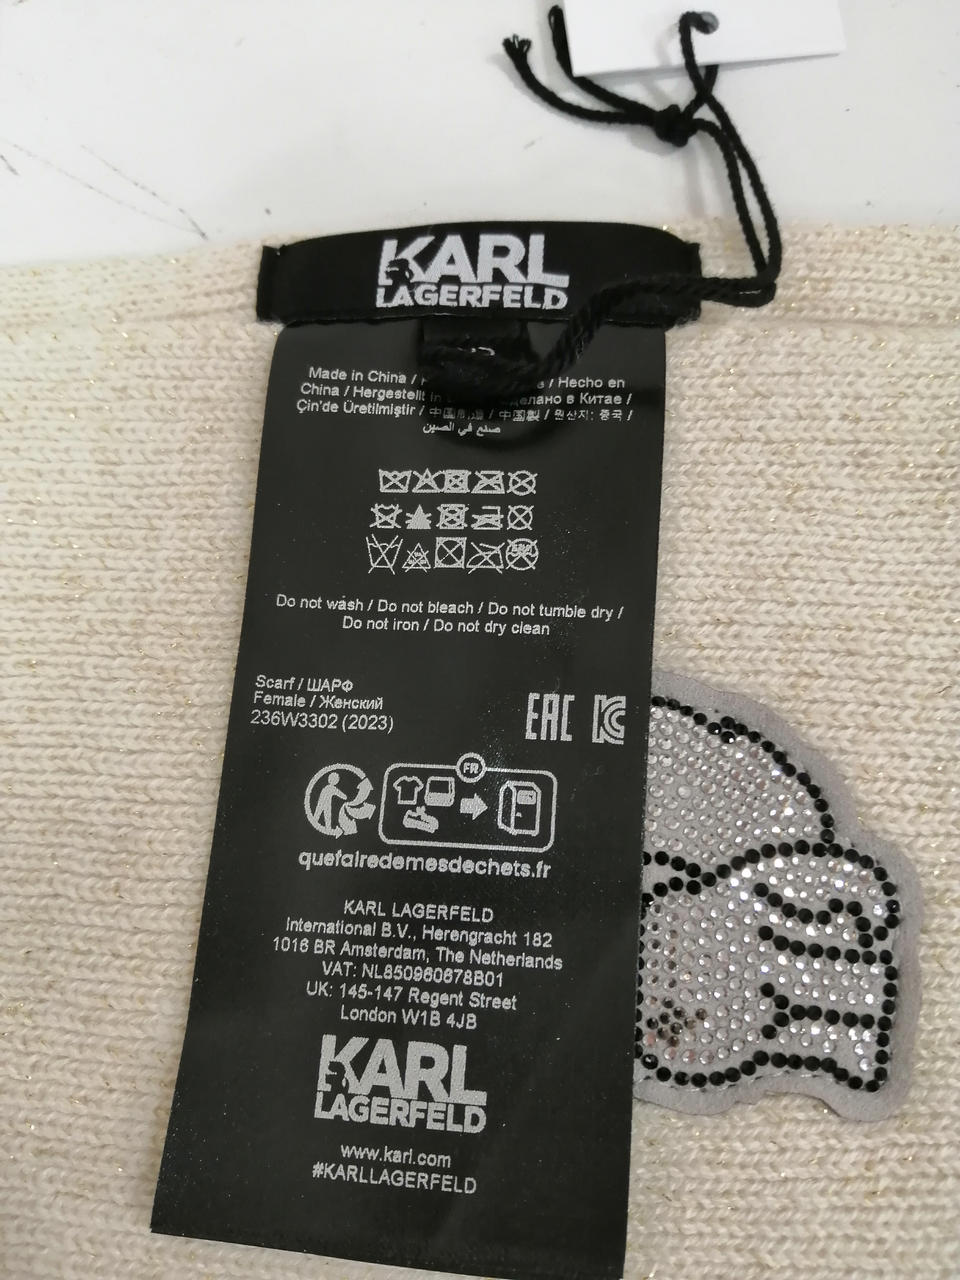 KARL
LAGERFELD
Made in China / / Hecho en
China / Hergestellt in в Китае /
Çin'de Üretilmiştir / / 中国製 / 원산지: 중국 /
صنع في الصين
Do not wash / Do not bleach / Do not tumble dry /
Do not iron / Do not dry clean
Scarf / ШАРФ
Female / Женский
236W3302 (2023)
EAC
FR
quefairedemesdechets.fr
KARL LAGERFELD
International B.V., Herengracht 182
1016 BR Amsterdam, The Netherlands
VAT: NL850960678B01
UK: 145-147 Regent Street
London W1B 4JB
KARL
LAGERFELD
www.karl.com
#KARLLAGERFELD